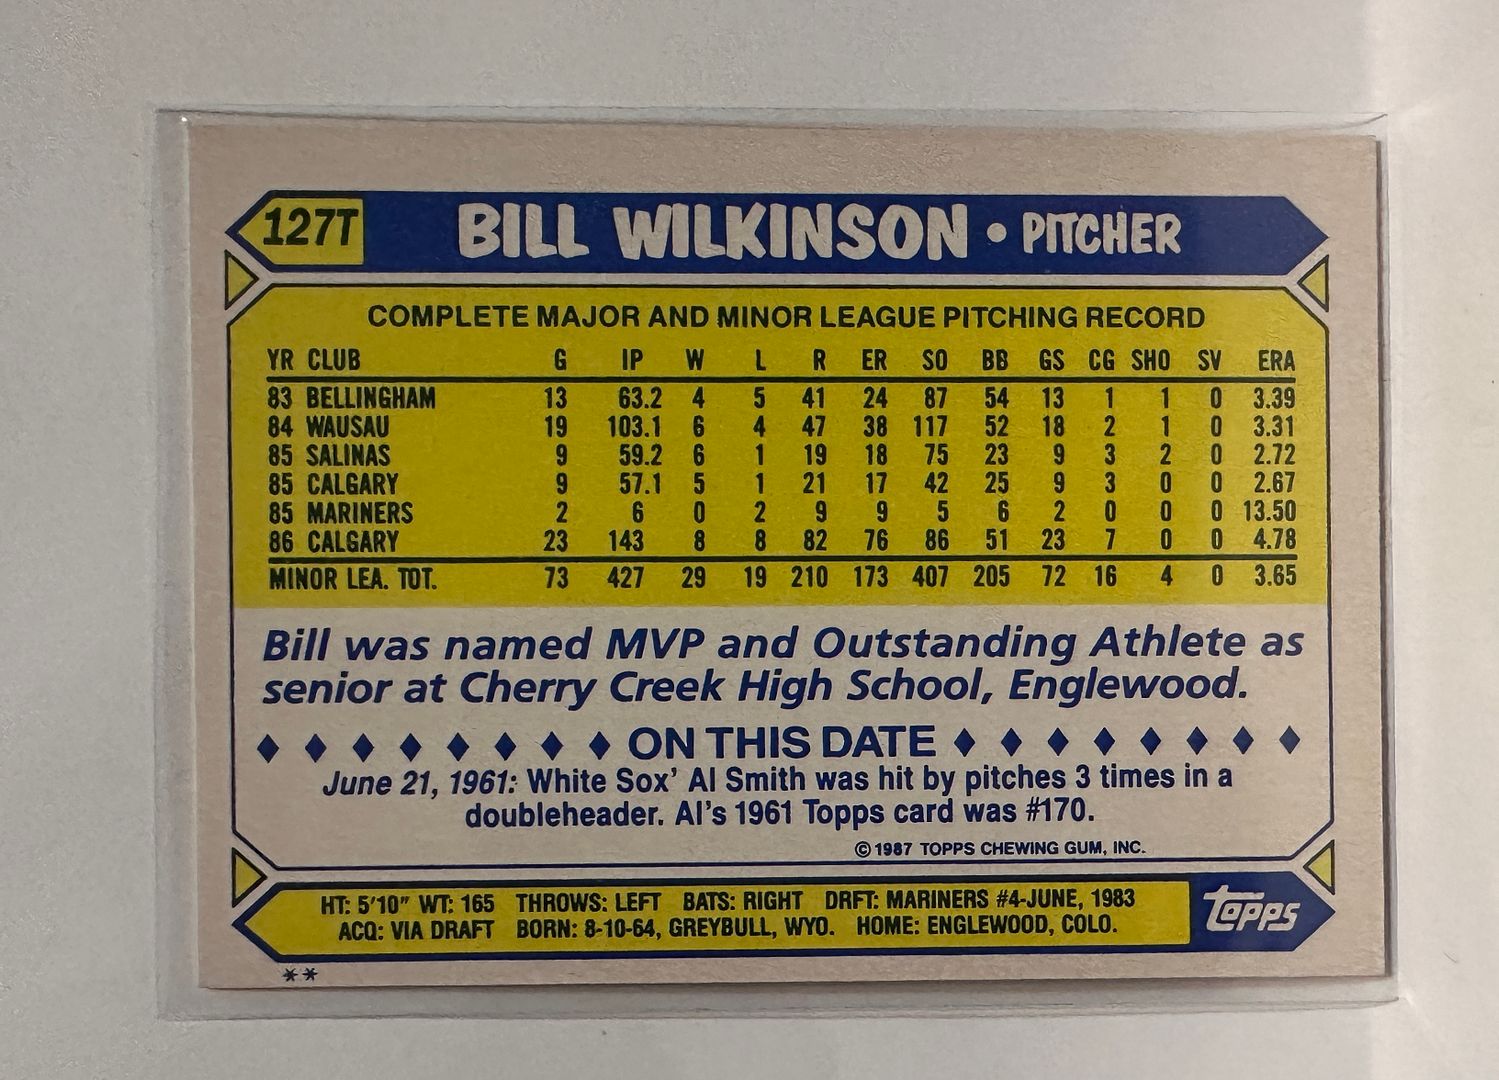 127T BILL WILKINSON • PITCHER
COMPLETE MAJOR AND MINOR LEAGUE PITCHING RECORD
YR CLUB G IP W L R ER SO BB GS CG SHO SV ERA
83 BELLINGHAM 13 63.2 4 5 41 24 87 54 13 1 1 0 3.39
84 WAUSAU 19 103.1 6 4 47 38 117 52 18 2 1 0 3.31
85 SALINAS 9 59.2 6 1 19 18 75 23 9 3 2 0 2.72
85 CALGARY 9 57.1 5 1 21 17 42 25 9 3 0 0 2.67
85 MARINERS 2 6 0 2 9 9 5 6 2 0 0 0 13.50
86 CALGARY 23 143 8 8 82 76 86 51 23 7 0 0 4.78
MINOR LEA. TOT. 73 427 29 19 210 173 407 205 72 16 4 0 3.65
Bill was named MVP and Outstanding Athlete as
senior at Cherry Creek High School, Englewood.
ON THIS DATE
June 21, 1961: White Sox' Al Smith was hit by pitches 3 times in a
doubleheader. Al's 1961 Topps card was #170.
© 1987 TOPPS CHEWING GUM, INC.
HT: 5'10" WT: 165 THROWS: LEFT BATS: RIGHT DRFT: MARINERS #4-JUNE, 1983
ACQ: VIA DRAFT BORN: 8-10-64, GREYBULL, WYO. HOME: ENGLEWOOD, COLO.
topps
**